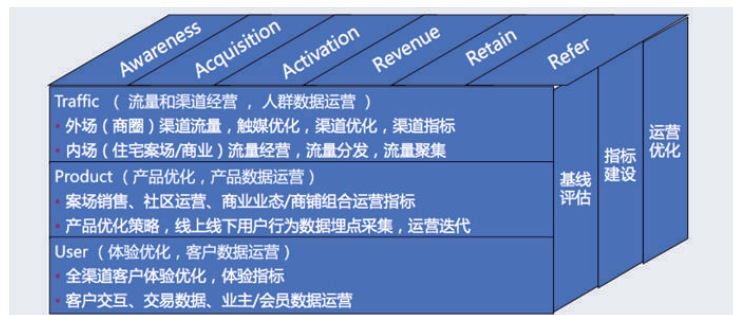 Awareness
Acquisition
Activation
Revenue
Retain
Refer
Traffic （ 流量和渠道经营 ， 人群数据运营 ）
• 外场（商圈）渠道流量，触媒优化，渠道优化，渠道指标
• 内场（住宅案场/商业）流量经营，流量分发，流量聚集
Product（产品优化，产品数据运营）
• 案场销售、社区运营、商业业态/商铺组合运营指标
• 产品优化策略，线上线下用户行为数据埋点采集，运营迭代
User（体验优化，客户数据运营）
• 全渠道客户体验优化，体验指标
• 客户交互、交易数据、业主/会员数据运营
基线
评估
指标
建设
运营
优化